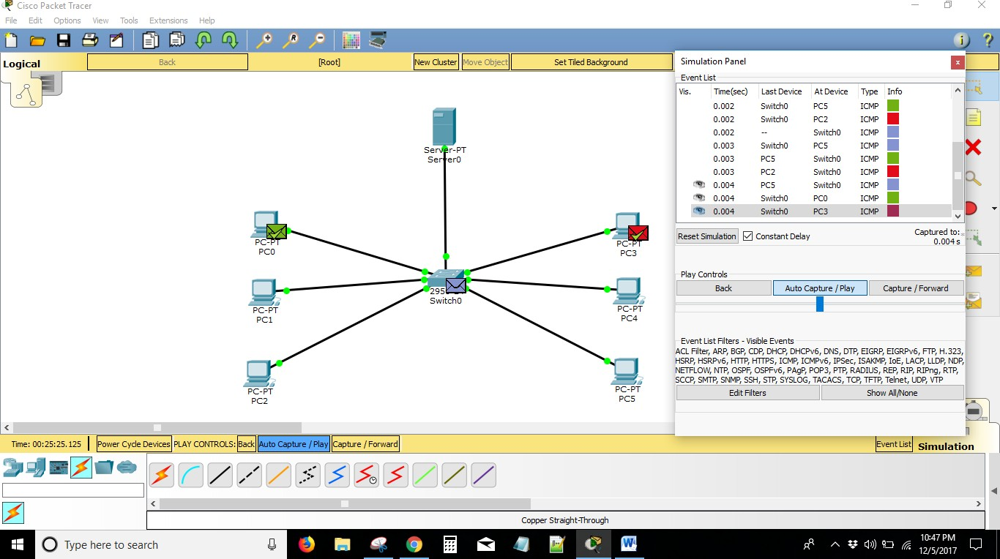 Cisco Packet Tracer
File Edit Options View Tools Extensions Help
Logical
Back
[Root]
New Cluster
Move Object
Set Tiled Background
Server-PT
Server0
PC-PT
PC0
PC-PT
PC1
PC-PT
PC2
Switch0
PC-PT
PC3
PC-PT
PC4
PC-PT
PC5
Simulation Panel
Event List
Vis. Time(sec) Last Device At Device Type Info
0.002 Switch0 PC5 ICMP
0.002 Switch0 PC2 ICMP
0.002 -- Switch0 ICMP
0.003 Switch0 PC5 ICMP
0.003 PC5 Switch0 ICMP
0.003 PC2 Switch0 ICMP
0.004 PC5 Switch0 ICMP
0.004 Switch0 PC0 ICMP
0.004 Switch0 PC3 ICMP
Reset Simulation
Constant Delay
Captured to:
0.004 s
Play Controls
Back
Auto Capture / Play
Capture / Forward
Event List Filters - Visible Events
ACL Filter, ARP, BGP, CDP, DHCP, DHCPv6, DNS, DTP, EIGRP, EIGRPv6, FTP, H.323,
HSRP, HSRPv6, HTTP, HTTPS, ICMP, ICMPv6, IPSec, ISAKMP, IoE, LACP, LLDP, NDP,
NETFLOW, NTP, OSPF, OSPFv6, PAgP, POP3, PTP, RADIUS, REP, RIP, RIPng, RTP,
SCCP, SMTP, SNMP, SSH, STP, SYSLOG, TACACS, TCP, TFTP, Telnet, UDP, VTP
Edit Filters
Show All/None
Time: 00:25:25.125
Power Cycle Devices
PLAY CONTROLS:
Back
Auto Capture / Play
Capture / Forward
Event List
Simulation
Copper Straight-Through
Type here to search
10:47 PM
12/5/2017